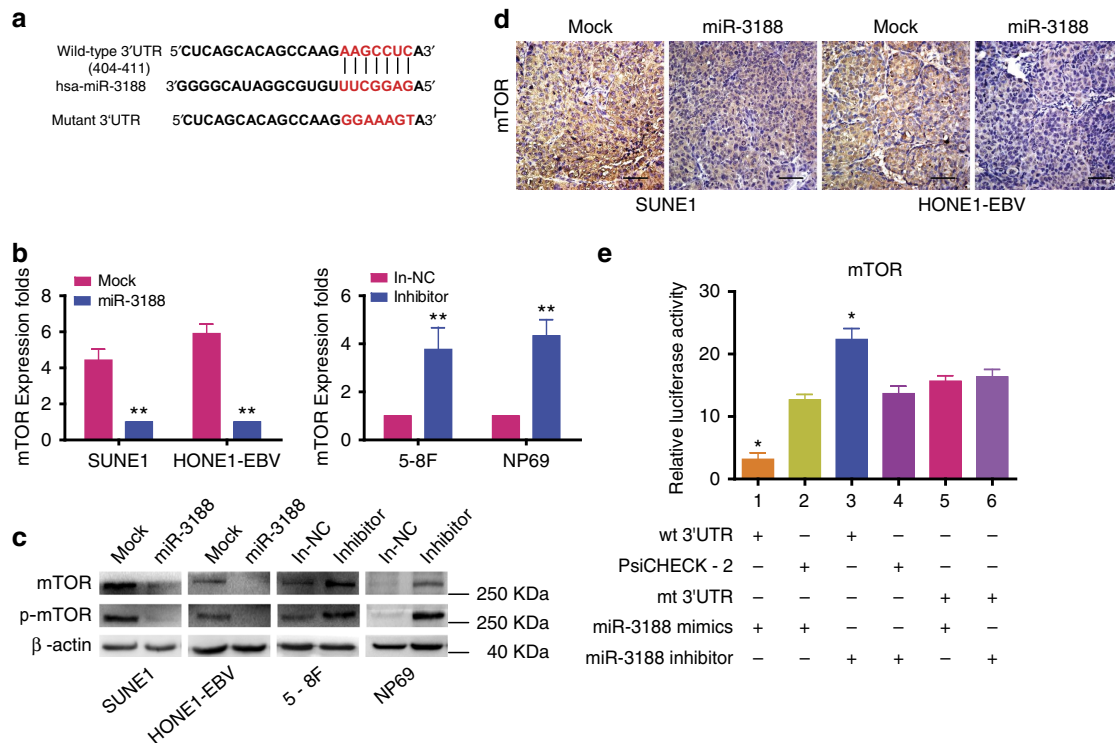 a
Wild-type 3′UTR 5′CUCAGCACAGCCAAGAAGCCUCA3′
(404-411)
hsa-miR-3188 3′GGGGCAUAGGCGUGUUUCGGAGA5′
Mutant 3′UTR 5′CUCAGCACAGCCAAGGGAAAGTA3′
b
mTOR Expression folds
8
6
4
2
0
Mock
miR-3188
**
**
SUNE1 HONE1-EBV
mTOR Expression folds
6
4
2
0
In-NC
Inhibitor
**
**
5-8F NP69
c
Mock miR-3188 Mock miR-3188 In-NC Inhibitor In-NC Inhibitor
mTOR 250 KDa
p-mTOR 250 KDa
β-actin 40 KDa
SUNE1 HONE1-EBV 5-8F NP69
d
Mock miR-3188 Mock miR-3188
mTOR
SUNE1 HONE1-EBV
e
mTOR
Relative luciferase activity
30
20
10
0
*
*
1 2 3 4 5 6
wt 3'UTR + – + – – –
PsiCHECK - 2 – + – + – –
mt 3'UTR – – – – + +
miR-3188 mimics + + – – + –
miR-3188 inhibitor – – + + – +